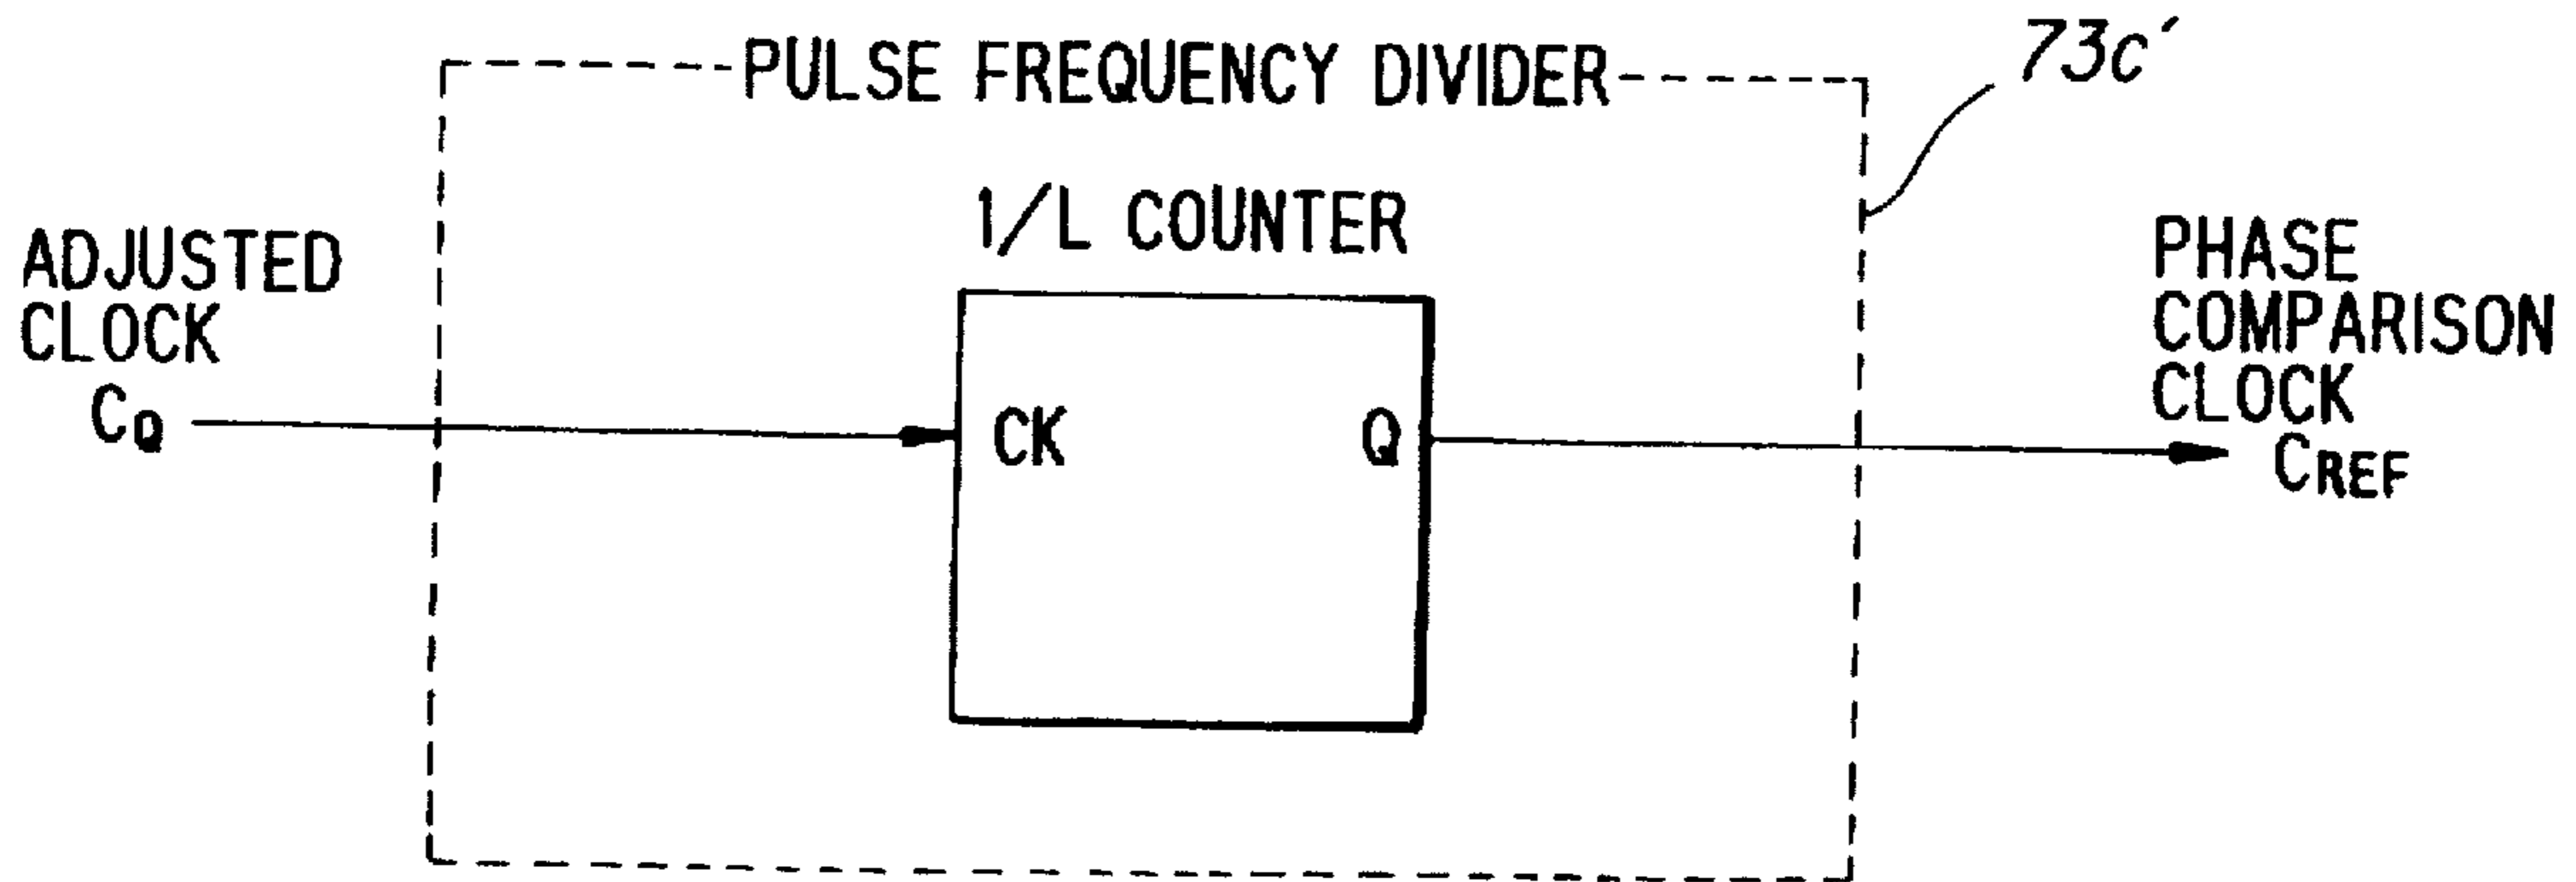 PULSE FREQUENCY DIVIDER
73c′
1/L COUNTER
ADJUSTED
CLOCK
CQ
CK
Q
PHASE
COMPARISON
CLOCK
CREF